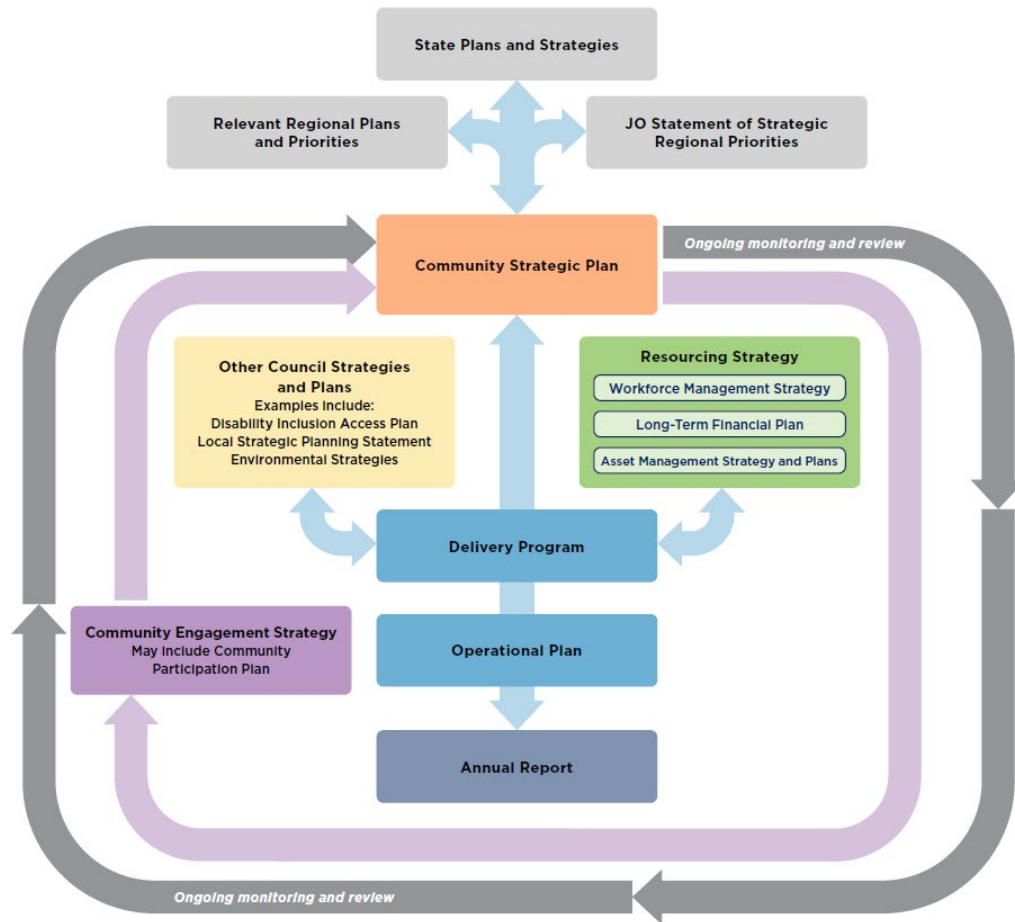 State Plans and Strategies
Relevant Regional Plans
and Priorities
JO Statement of Strategic
Regional Priorities
Community Strategic Plan
Ongoing monitoring and review
Other Council Strategies
and Plans
Examples Include:
Disability Inclusion Access Plan
Local Strategic Planning Statement
Environmental Strategies
Resourcing Strategy
Workforce Management Strategy
Long-Term Financial Plan
Asset Management Strategy and Plans
Delivery Program
Community Engagement Strategy
May Include Community
Participation Plan
Operational Plan
Annual Report
Ongoing monitoring and review